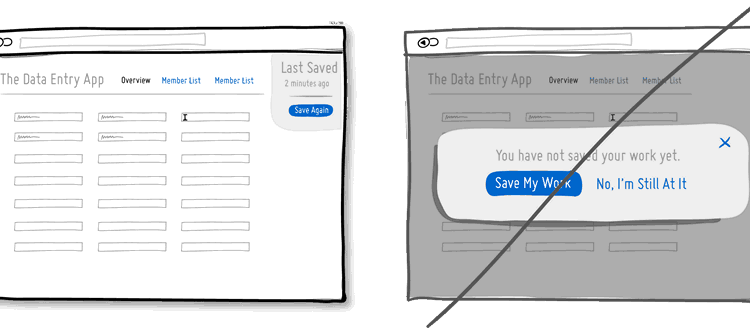 The Data Entry App
Overview
Member List
Member List
Last Saved
2 minutes ago
Save Again
The Data Entry App
Overview
Member List
Member List
You have not saved your work yet.
Save My Work
No, I'm Still At It